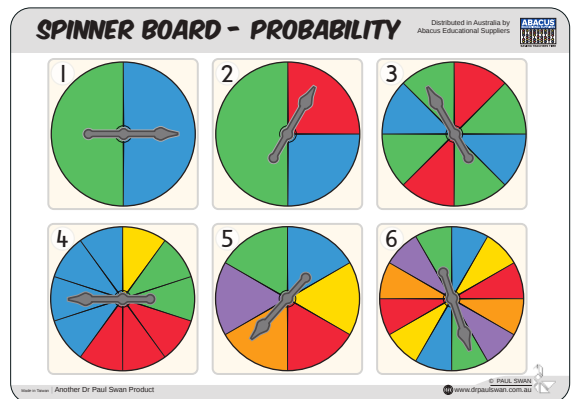 SPINNER BOARD - PROBABILITY
Distributed in Australia by
Abacus Educational Suppliers
ABACUS
1
2
3
4
5
6
Made in Taiwan | Another Dr Paul Swan Product
© PAUL SWAN
www.drpaulswan.com.au